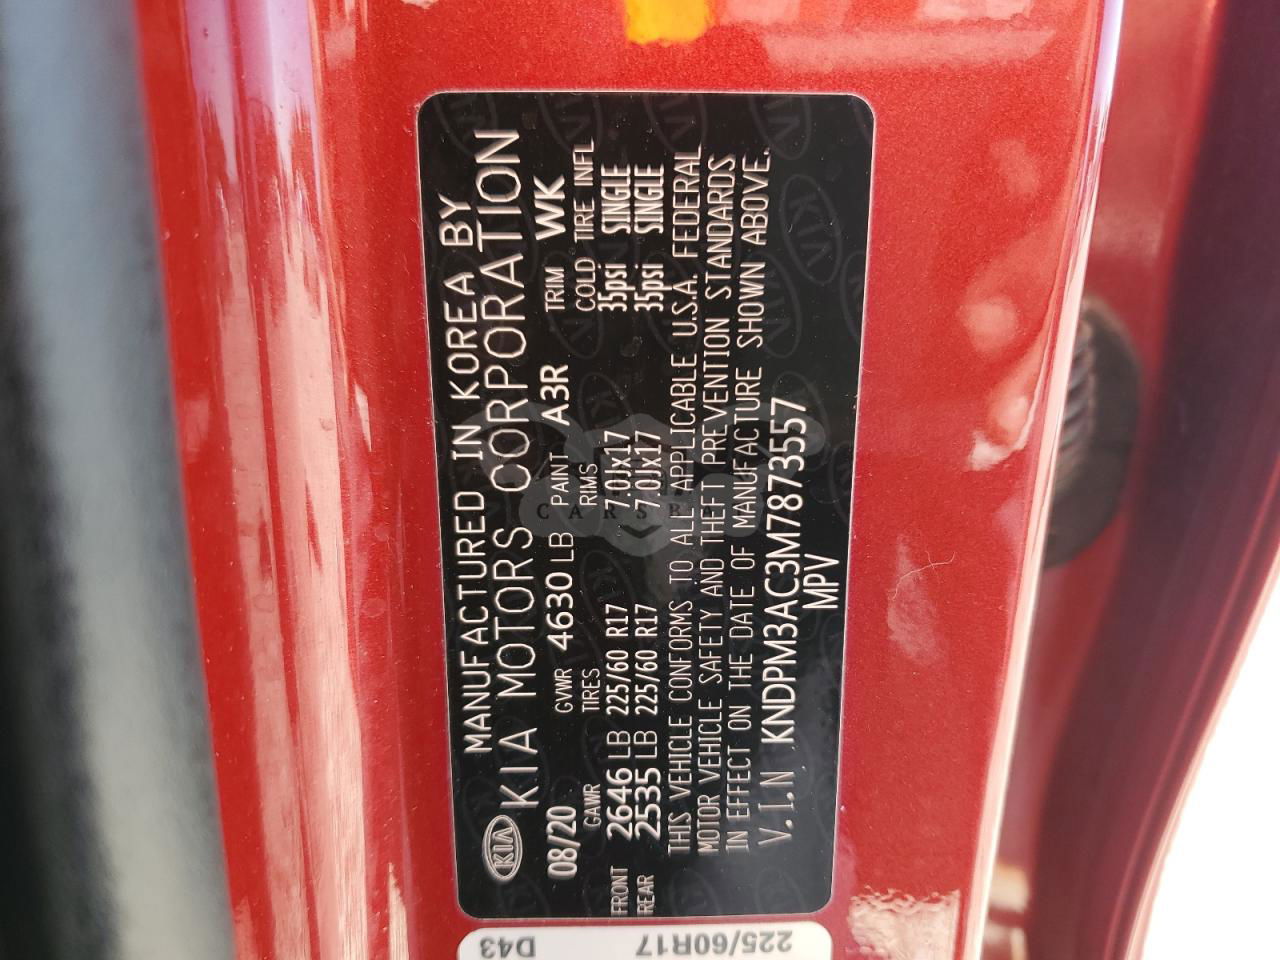 MANUFACTURED IN KOREA BY
KIA KIA MOTORS CORPORATION
08/20 GVWR 4630 LB PAINT A3R TRIM WK
GAWR TIRES RIMS COLD TIRE INFL.
FRONT 2646 LB 225/60 R17 7.0Jx17 35psi SINGLE
REAR 2535 LB 225/60 R17 7.0Jx17 35psi SINGLE
THIS VEHICLE CONFORMS TO ALL APPLICABLE U.S.A. FEDERAL
MOTOR VEHICLE SAFETY AND THEFT PREVENTION STANDARDS
IN EFFECT ON THE DATE OF MANUFACTURE SHOWN ABOVE.
V.I.N KNDPM3AC3M7873557
MPV
D43
225/60R17